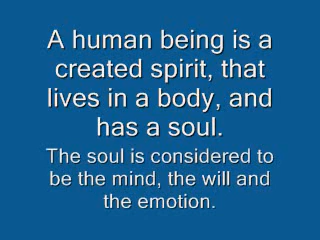 A human being is a
created spirit, that
lives in a body, and
has a soul.
The soul is considered to
be the mind, the will and
the emotion.